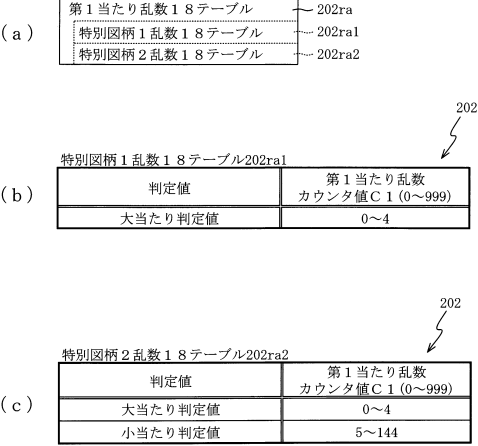 (a)
第1当たり乱数18テーブル 202ra
特別図柄1乱数18テーブル 202ra1
特別図柄2乱数18テーブル 202ra2
202
特別図柄1乱数18テーブル202ra1
(b)
判定値 第1当たり乱数
カウンタ値C1(0〜999)
大当たり判定値 0〜4
202
特別図柄2乱数18テーブル202ra2
(c)
判定値 第1当たり乱数
カウンタ値C1(0〜999)
大当たり判定値 0〜4
小当たり判定値 5〜144